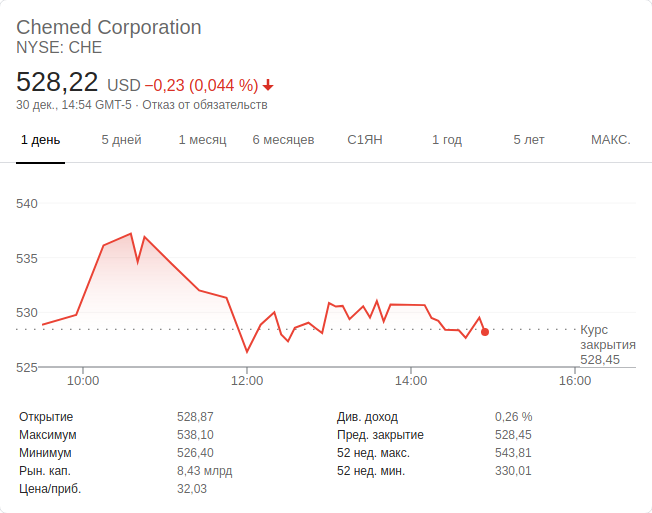 Chemed Corporation
NYSE: CHE
528,22 USD −0,23 (0,044 %)
30 дек., 14:54 GMT-5 · Отказ от обязательств
1 день 5 дней 1 месяц 6 месяцев С1ЯН 1 год 5 лет МАКС.
540
535
530
525
Курс
закрытия
528,45
10:00 12:00 14:00 16:00
Открытие 528,87 Див. доход 0,26 %
Максимум 538,10 Пред. закрытие 528,45
Минимум 526,40 52 нед. макс. 543,81
Рын. кап. 8,43 млрд 52 нед. мин. 330,01
Цена/приб. 32,03